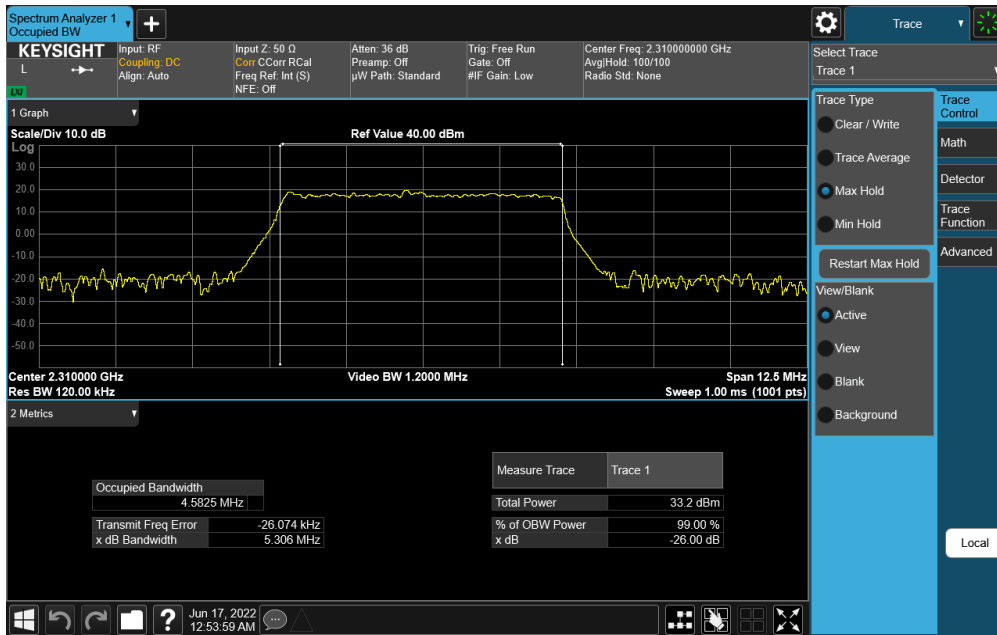 Spectrum Analyzer 1
Occupied BW
Trace
KEYSIGHT
L
LXI
Input: RF
Coupling: DC
Align: Auto
Input Z: 50 Ω
Corr CCorr RCal
Freq Ref: Int (S)
NFE: Off
Atten: 36 dB
Preamp: Off
µW Path: Standard
Trig: Free Run
Gate: Off
#IF Gain: Low
Center Freq: 2.310000000 GHz
Avg|Hold: 100/100
Radio Std: None
Select Trace
Trace 1
1 Graph
Scale/Div 10.0 dB
Ref Value 40.00 dBm
Log
30.0
20.0
10.0
0.00
-10.0
-20.0
-30.0
-40.0
-50.0
Center 2.310000 GHz
Video BW 1.2000 MHz
Span 12.5 MHz
Res BW 120.00 kHz
Sweep 1.00 ms (1001 pts)
Trace Type
Clear / Write
Trace Average
Max Hold
Min Hold
Restart Max Hold
View/Blank
Active
View
Blank
Background
Trace
Control
Math
Detector
Trace
Function
Advanced
Local
2 Metrics
Occupied Bandwidth
4.5825 MHz
Transmit Freq Error -26.074 kHz
x dB Bandwidth 5.306 MHz
Measure Trace Trace 1
Total Power 33.2 dBm
% of OBW Power 99.00 %
x dB -26.00 dB
Jun 17, 2022
12:53:59 AM